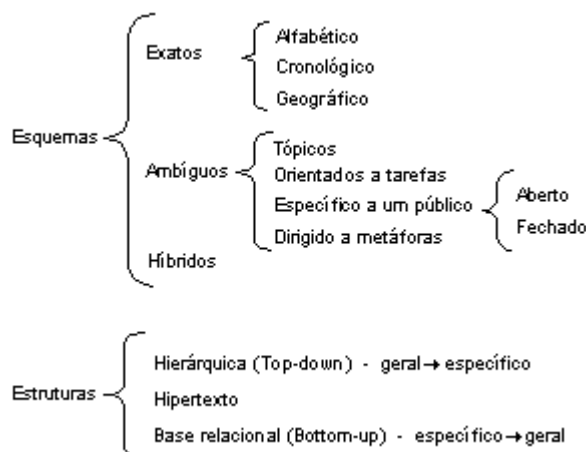 Esquemas
Exatos
Alfabético
Cronológico
Geográfico
Ambíguos
Tópicos
Orientados a tarefas
Específico a um público
Aberto
Fechado
Dirigido a metáforas
Híbridos
Estruturas
Hierárquica (Top-down) - geral→específico
Hipertexto
Base relacional (Bottom-up) - específico→geral